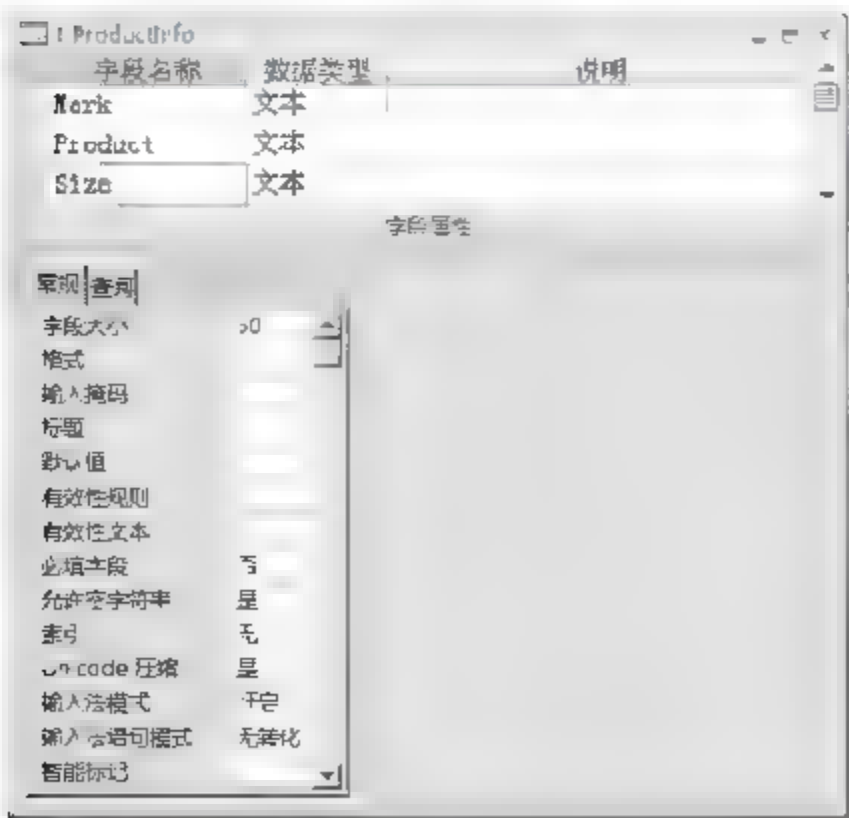 : ProductInfo
字段名称 数据类型 说明
Mark 文本
Product 文本
Size 文本
字段属性
常规 查阅
字段大小 50
格式
输入掩码
标题
默认值
有效性规则
有效性文本
必填字段 否
允许空字符串 是
索引 无
Unicode 压缩 是
输入法模式 开启
输入法语句模式 无转化
智能标记